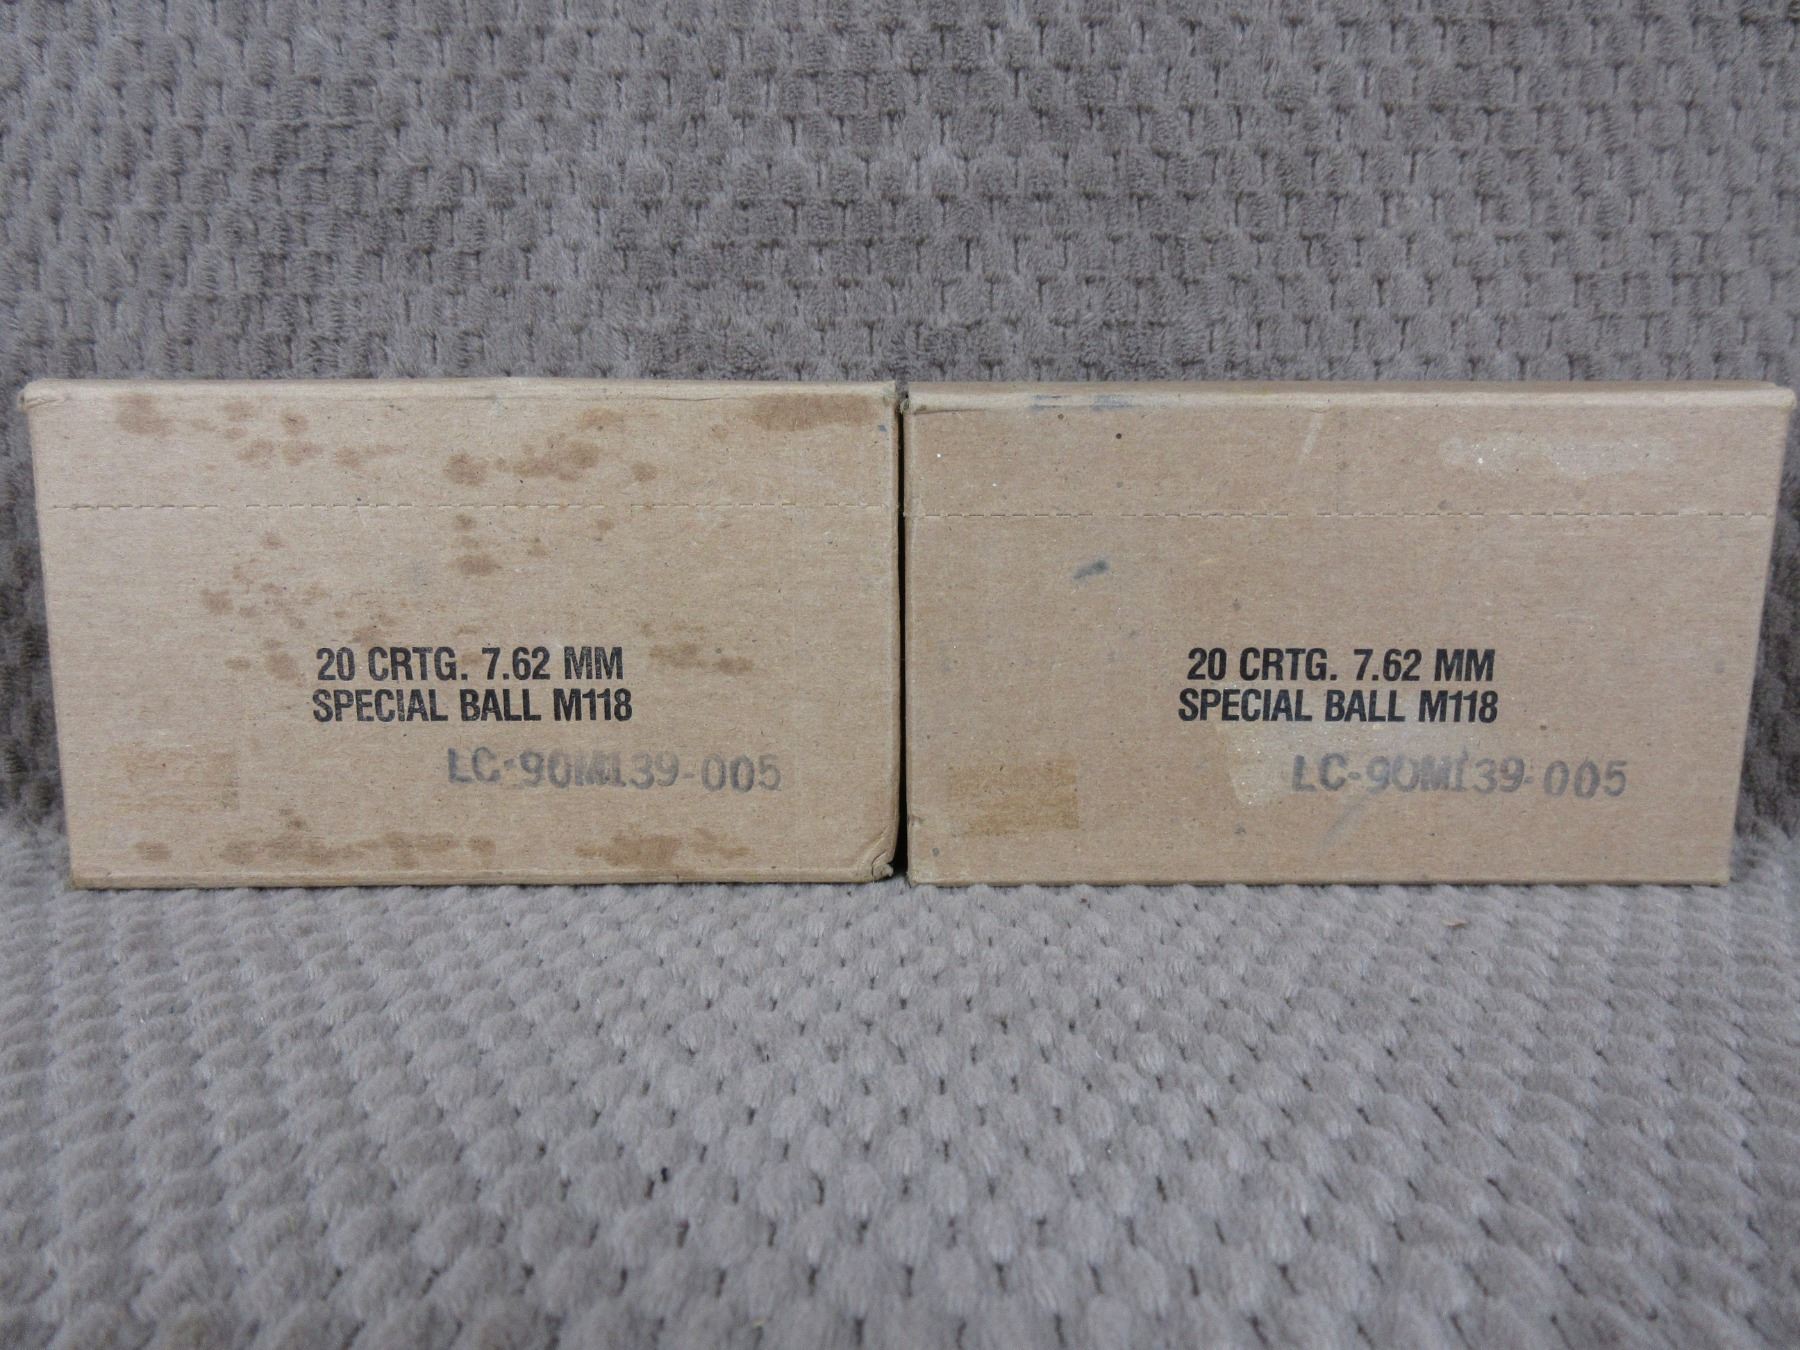 20 CRTG. 7.62 MM
SPECIAL BALL M118
LC-90M139-005
20 CRTG. 7.62 MM
SPECIAL BALL M118
LC-90M139-005